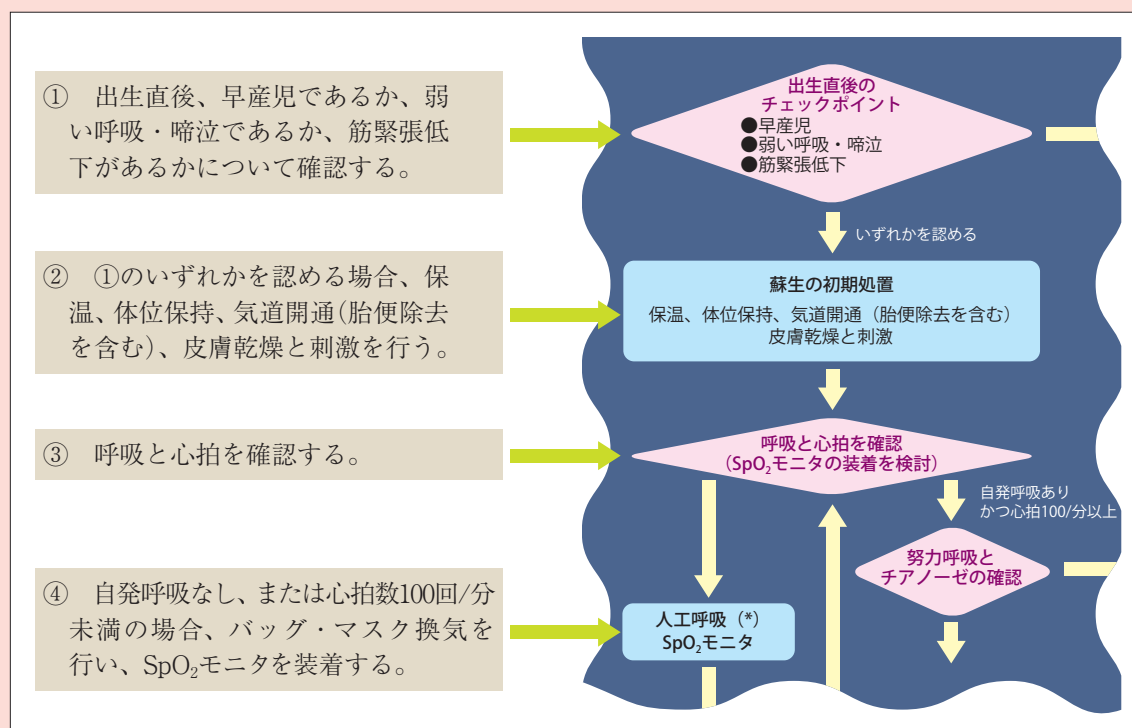 ① 出生直後、早産児であるか、弱
い呼吸・啼泣であるか、筋緊張低
下があるかについて確認する。
出生直後の
チェックポイント
●早産児
●弱い呼吸・啼泣
●筋緊張低下
いずれかを認める
② ①のいずれかを認める場合、保
温、体位保持、気道開通(胎便除去
を含む)、皮膚乾燥と刺激を行う。
蘇生の初期処置
保温、体位保持、気道開通（胎便除去を含む）
皮膚乾燥と刺激
③ 呼吸と心拍を確認する。
呼吸と心拍を確認
（SpO₂モニタの装着を検討）
自発呼吸あり
かつ心拍100/分以上
努力呼吸と
チアノーゼの確認
④ 自発呼吸なし、または心拍数100回/分
未満の場合、バッグ・マスク換気を
行い、SpO₂モニタを装着する。
人工呼吸（*）
SpO₂モニタ